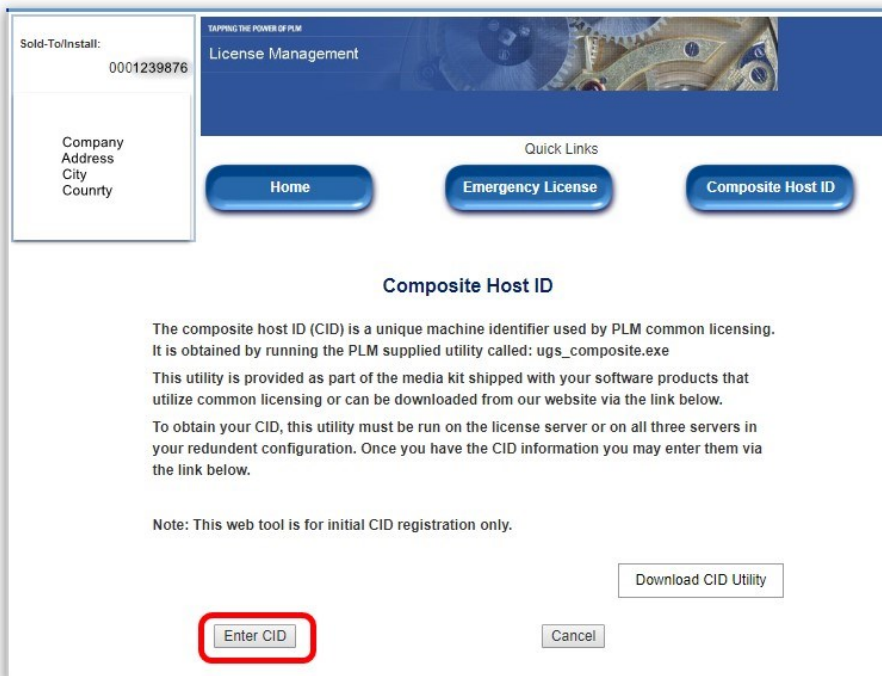 Sold-To/Install:
0001239876
Company
Address
City
Counrty
TAPPING THE POWER OF PLM
License Management
Quick Links
Home
Emergency License
Composite Host ID
Composite Host ID
The composite host ID (CID) is a unique machine identifier used by PLM common licensing.
It is obtained by running the PLM supplied utility called: ugs_composite.exe
This utility is provided as part of the media kit shipped with your software products that
utilize common licensing or can be downloaded from our website via the link below.
To obtain your CID, this utility must be run on the license server or on all three servers in
your redundent configuration. Once you have the CID information you may enter them via
the link below.
Note: This web tool is for initial CID registration only.
Download CID Utility
Enter CID
Cancel